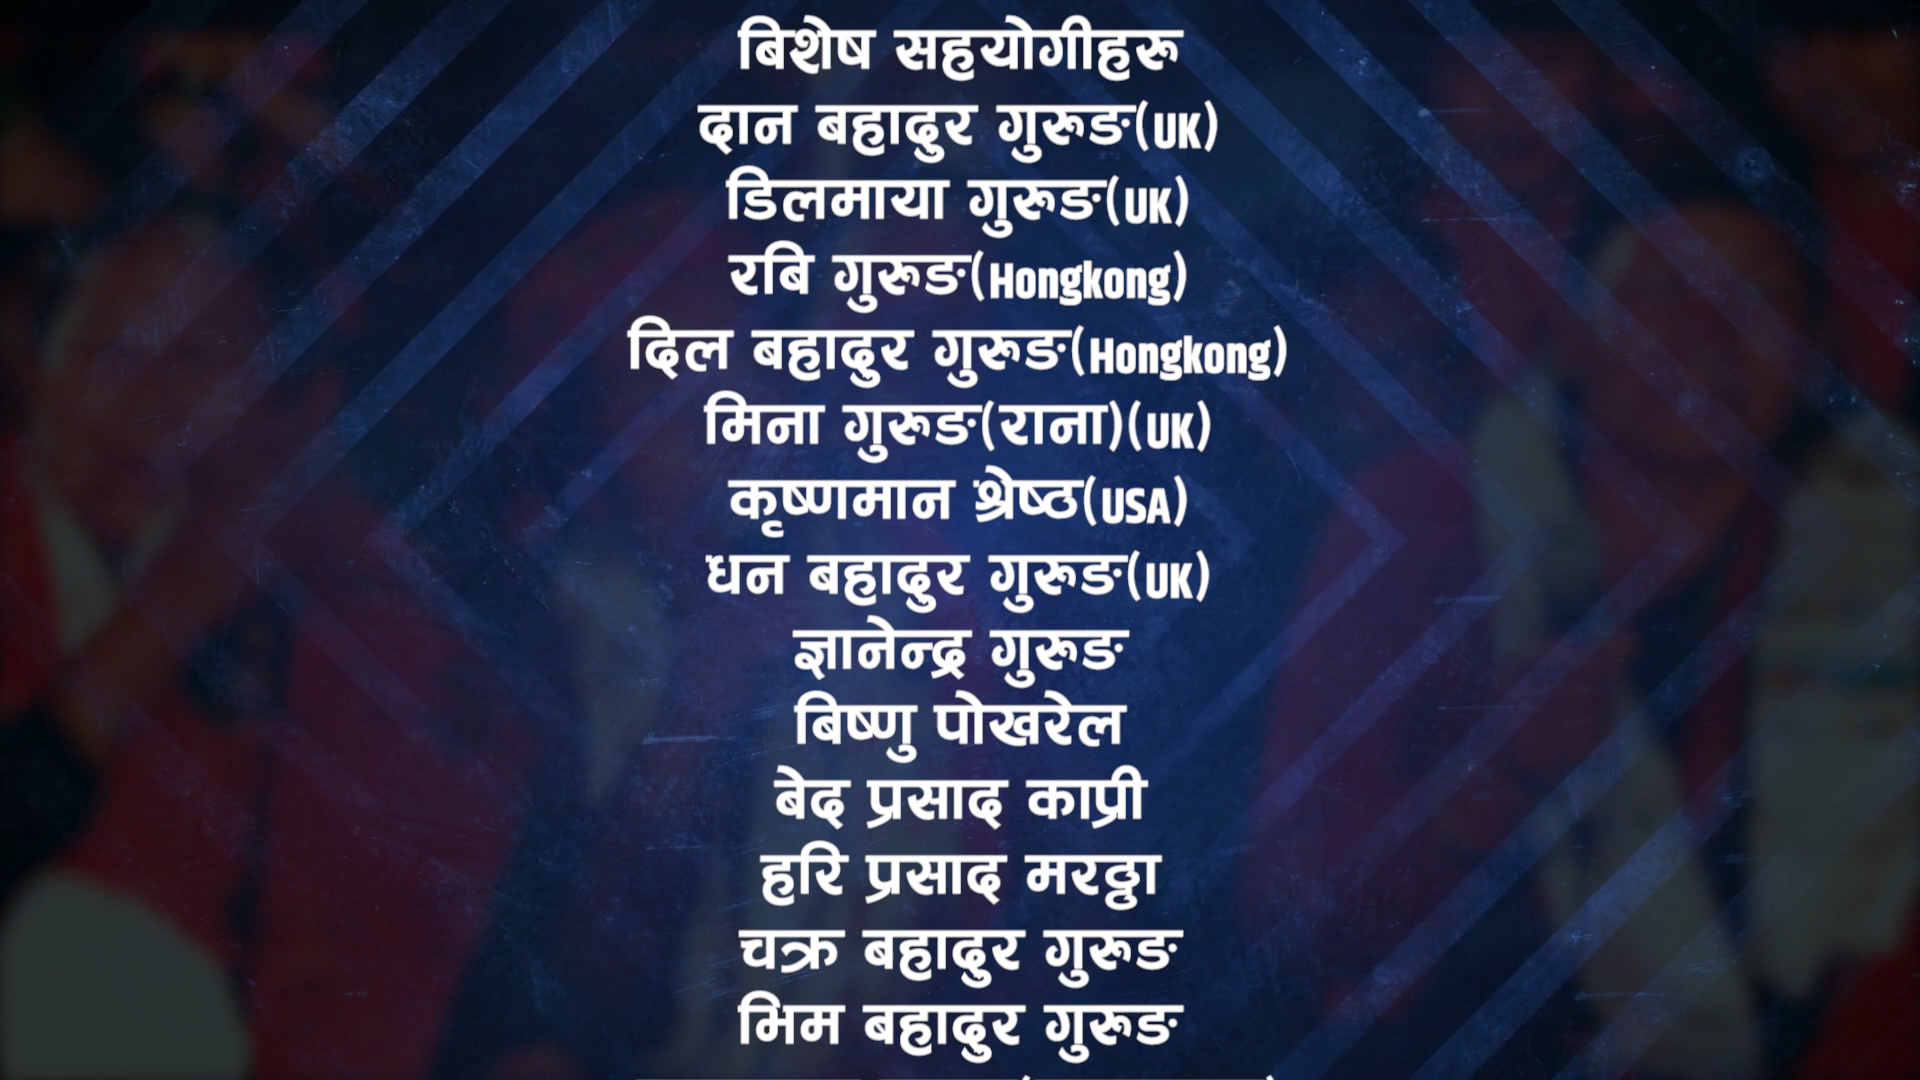 बिशेष सहयोगीहरू
दान बहादुर गुरूङ(UK)
डिलमाया गुरूङ(UK)
रबि गुरूङ(Hongkong)
दिल बहादुर गुरूङ(Hongkong)
मिना गुरूङ(राना)(UK)
कृष्णमान श्रेष्ठ(USA)
धन बहादुर गुरूङ(UK)
ज्ञानेन्द्र गुरूङ
बिष्णु पोखरेल
बेद प्रसाद काप्री
हरि प्रसाद मरठ्ठा
चक्र बहादुर गुरूङ
भिम बहादुर गुरूङ